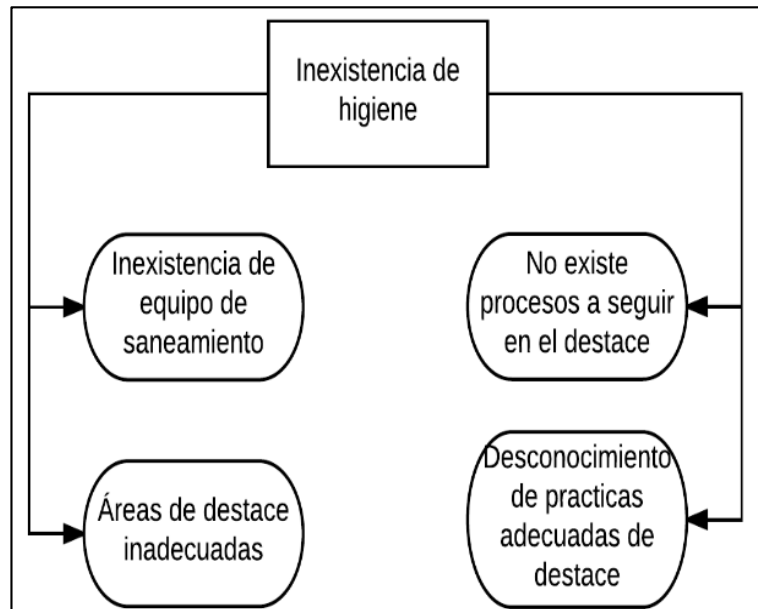 Inexistencia de
higiene
Inexistencia de
equipo de
saneamiento
No existe
procesos a seguir
en el destace
Áreas de destace
inadecuadas
Desconocimiento
de practicas
adecuadas de
destace